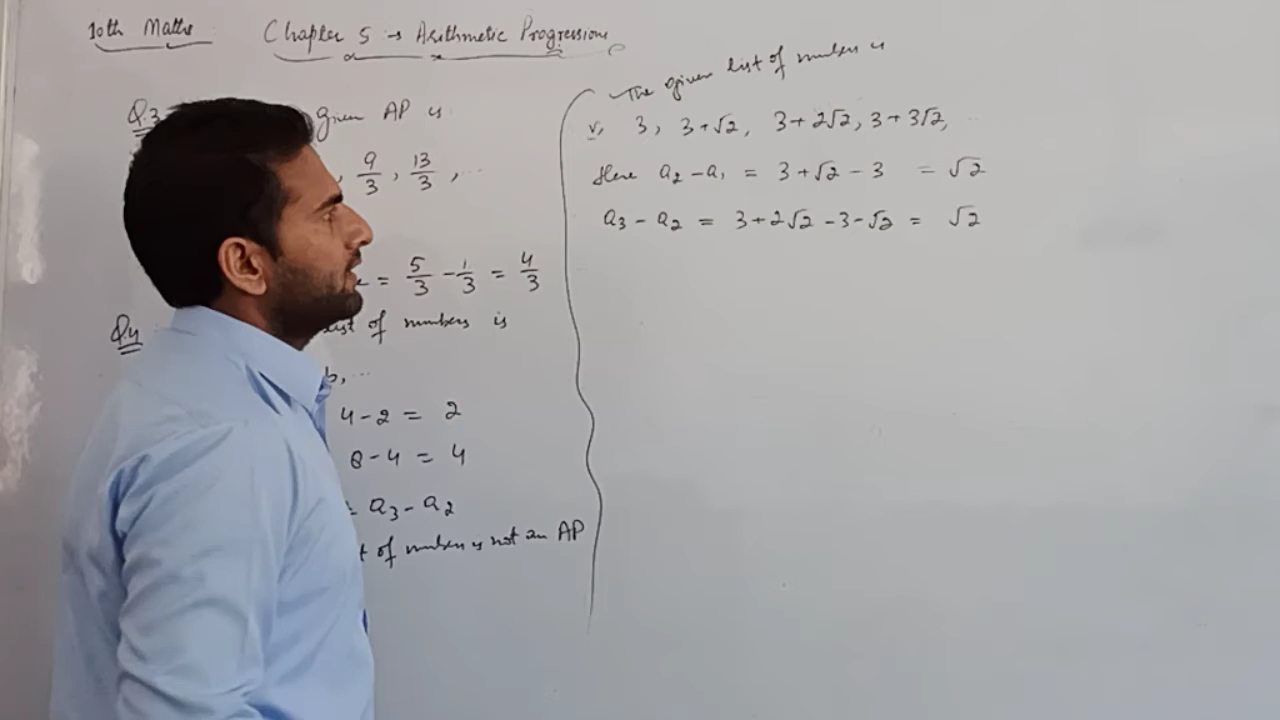 10th Maths Chapter 5 → Arithmetic Progressions
Q.3 given AP is
, 9/3, 13/3, ...
= 5/3 - 1/3 = 4/3
Q.4 list of numbers is
...
4 - 2 = 2
8 - 4 = 4
= a₃ - a₂
of numbers is not an AP
The given list of numbers is
v, 3, 3+√2, 3+2√2, 3+3√2,
Here a₂ - a₁ = 3+√2 - 3 = √2
a₃ - a₂ = 3+2√2 - 3 - √2 = √2